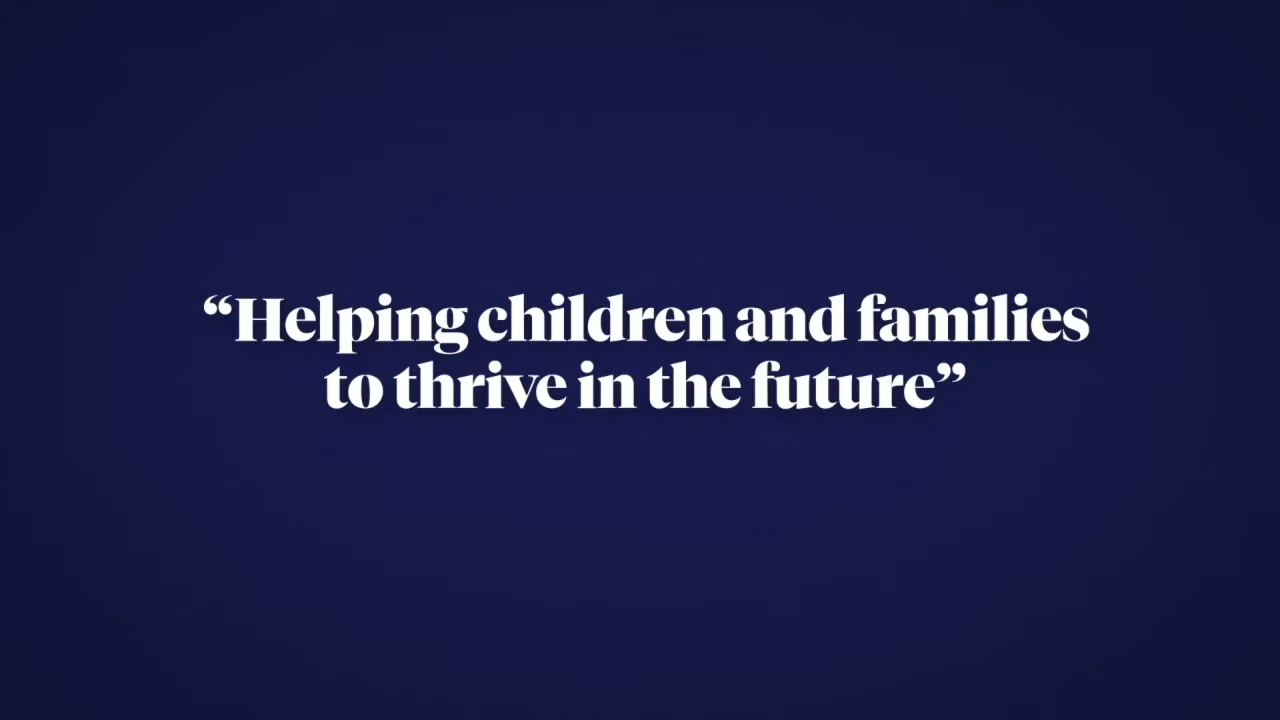 “Helping children and families
to thrive in the future”